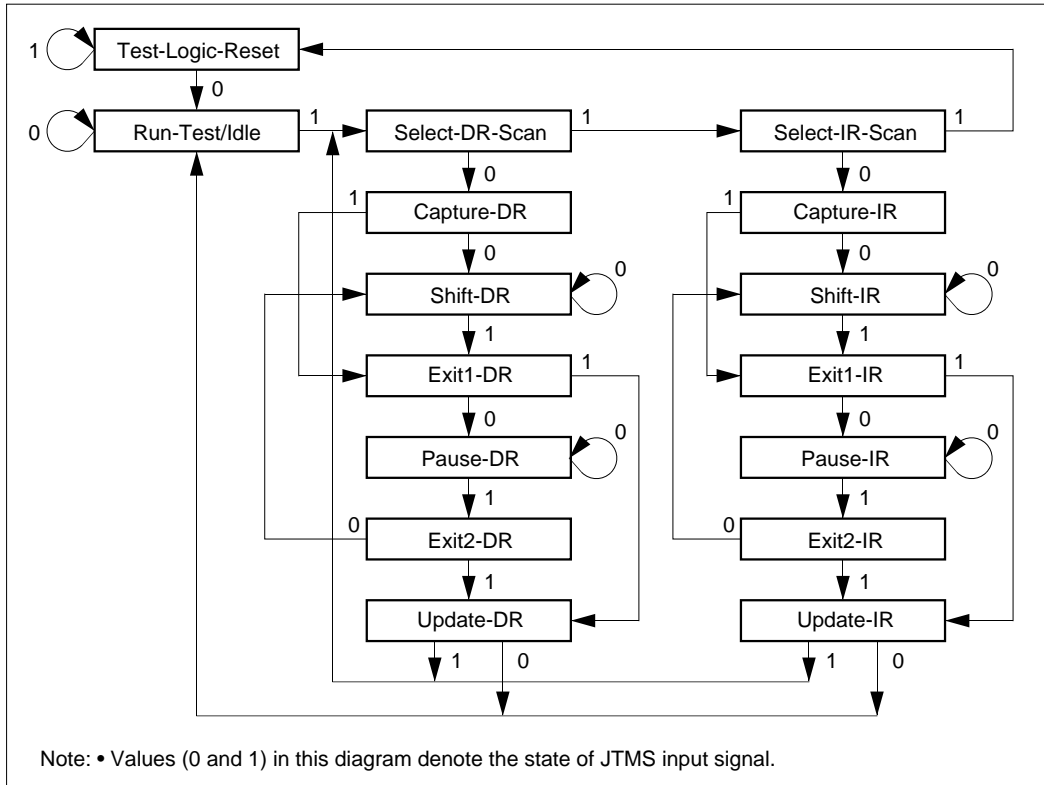 1 Test-Logic-Reset
0
0 Run-Test/Idle 1 Select-DR-Scan 1 Select-IR-Scan 1
0 0
1 Capture-DR 1 Capture-IR
0 0
Shift-DR 0 Shift-IR 0
1 1
Exit1-DR 1 Exit1-IR 1
0 0
Pause-DR 0 Pause-IR 0
1 1
0 Exit2-DR 0 Exit2-IR
1 1
Update-DR Update-IR
1 0 1 0
Note: • Values (0 and 1) in this diagram denote the state of JTMS input signal.